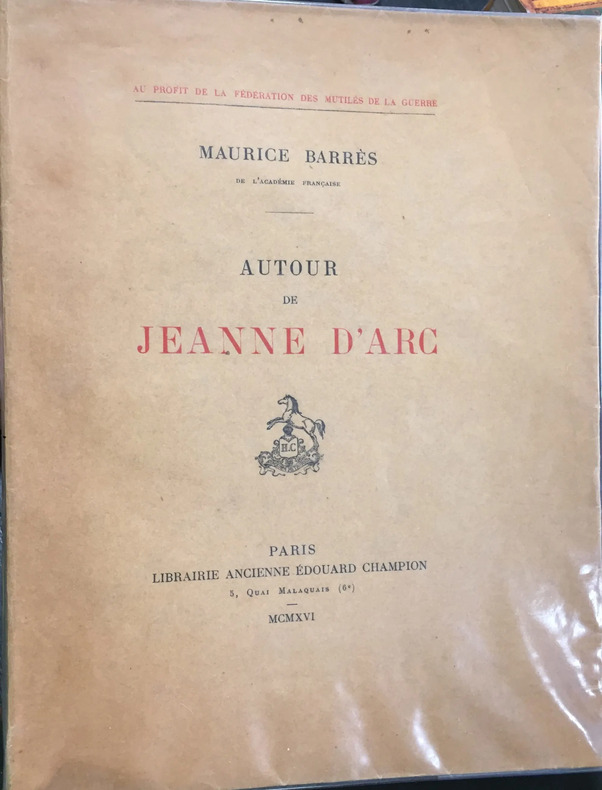 AU PROFIT DE LA FÉDÉRATION DES MUTILÉS DE LA GUERRE
MAURICE BARRÈS
DE L'ACADÉMIE FRANÇAISE
AUTOUR
DE
JEANNE D'ARC
H.C
PARIS
LIBRAIRIE ANCIENNE ÉDOUARD CHAMPION
5, QUAI MALAQUAIS (6e)
MCMXVI